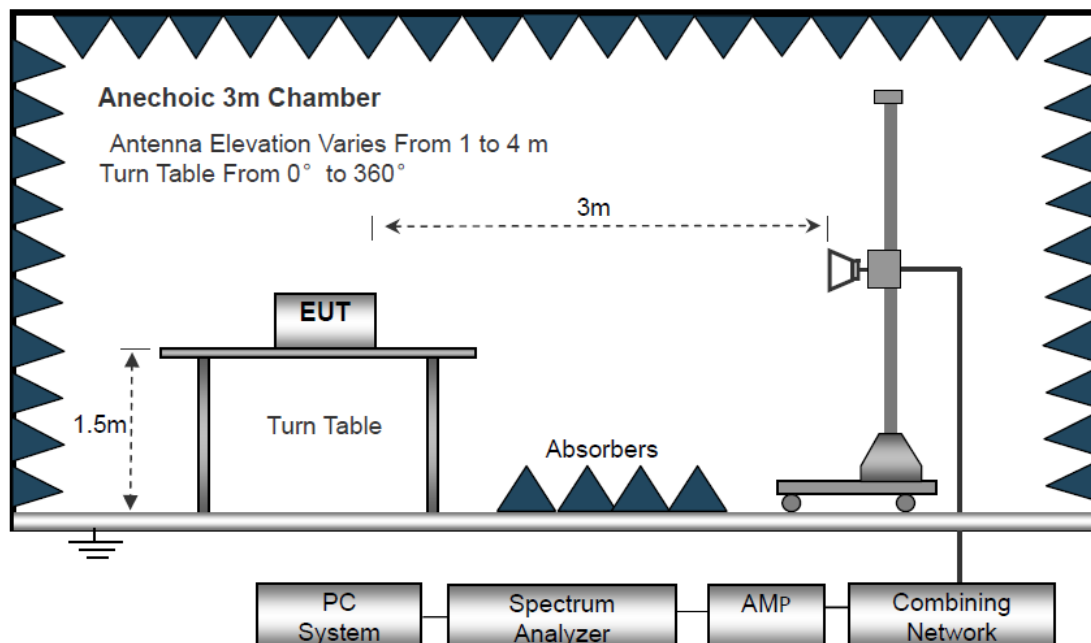 Anechoic 3m Chamber
Antenna Elevation Varies From 1 to 4 m
Turn Table From 0° to 360°
3m
EUT
1.5m
Turn Table
Absorbers
PC
System
Spectrum
Analyzer
AMP
Combining
Network